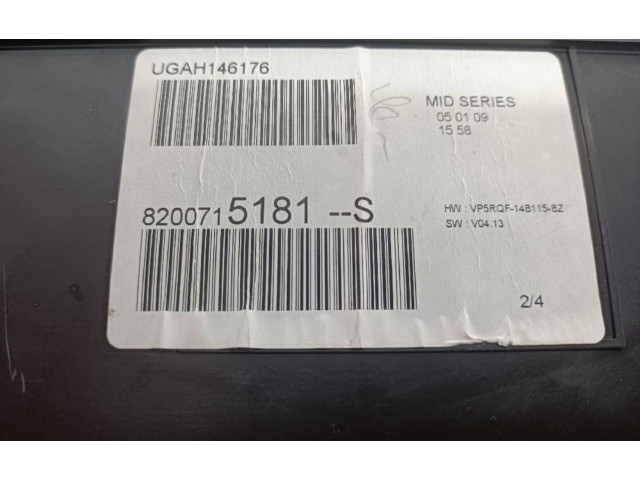 UGAH146176
MID SERIES
05 01 09
15 58
8200715181 --S
HW : VP5RQF-14B115-BZ
SW : V04.13
2/4